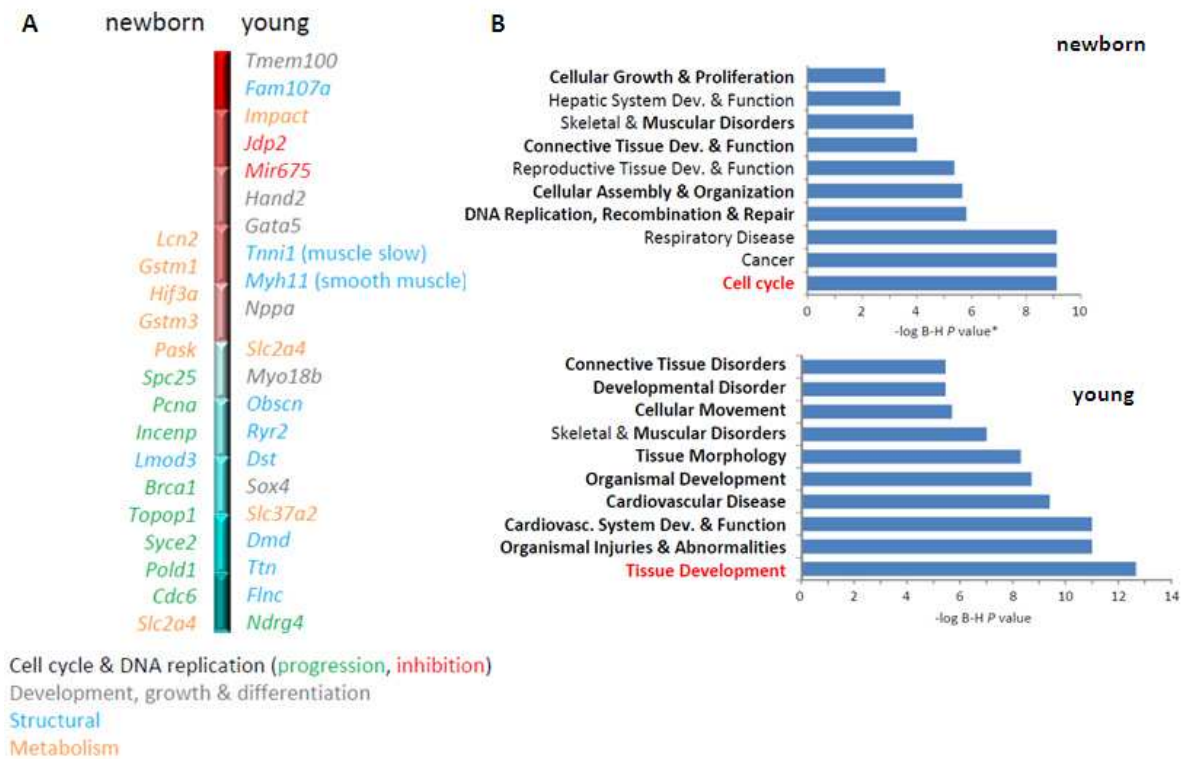 A
newborn
young
Tmem100
Fam107a
Impact
Jdp2
Mir675
Hand2
Gata5
Tnni1 (muscle slow)
Myh11 (smooth muscle)
Nppa
Slc2a4
Myo18b
Obscn
Ryr2
Dst
Sox4
Slc37a2
Dmd
Ttn
Flnc
Ndrg4
Lcn2
Gstm1
Hif3a
Gstm3
Pask
Spc25
Pcna
Incenp
Lmod3
Brca1
Topop1
Syce2
Pold1
Cdc6
Slc2a4
Cell cycle & DNA replication (progression, inhibition)
Development, growth & differentiation
Structural
Metabolism
B
newborn
Cellular Growth & Proliferation
Hepatic System Dev. & Function
Skeletal & Muscular Disorders
Connective Tissue Dev. & Function
Reproductive Tissue Dev. & Function
Cellular Assembly & Organization
DNA Replication, Recombination & Repair
Respiratory Disease
Cancer
Cell cycle
0 2 4 6 8 10
-log B-H P value*
young
Connective Tissue Disorders
Developmental Disorder
Cellular Movement
Skeletal & Muscular Disorders
Tissue Morphology
Organismal Development
Cardiovascular Disease
Cardiovasc. System Dev. & Function
Organismal Injuries & Abnormalities
Tissue Development
0 2 4 6 8 10 12 14
-log B-H P value